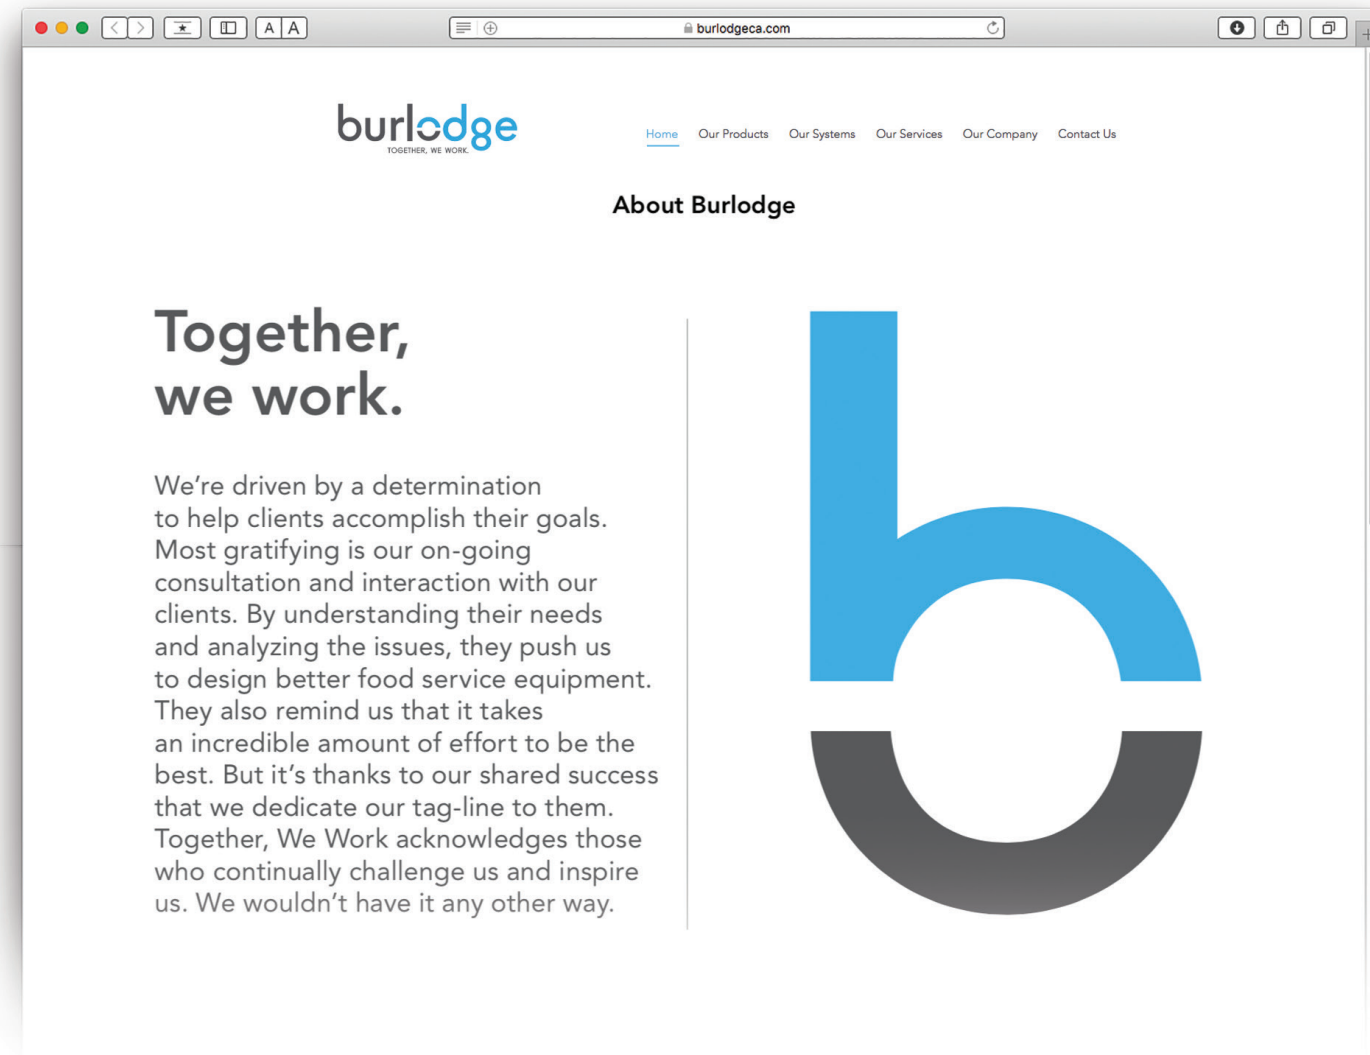 A A
burlodgeca.com
burlodge
TOGETHER, WE WORK.
Home Our Products Our Systems Our Services Our Company Contact Us
About Burlodge
Together,
we work.
We’re driven by a determination
to help clients accomplish their goals.
Most gratifying is our on-going
consultation and interaction with our
clients. By understanding their needs
and analyzing the issues, they push us
to design better food service equipment.
They also remind us that it takes
an incredible amount of effort to be the
best. But it’s thanks to our shared success
that we dedicate our tag-line to them.
Together, We Work acknowledges those
who continually challenge us and inspire
us. We wouldn’t have it any other way.
b